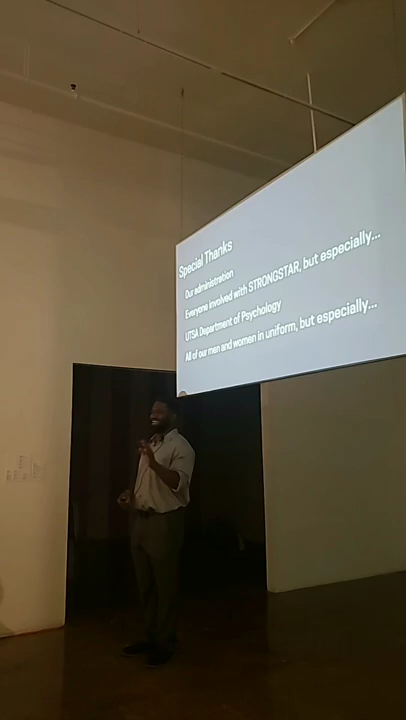 Special Thanks
Our administration
Everyone involved with STRONGSTAR, but especially...
UTSA Department of Psychology
All of our men and women in uniform, but especially...